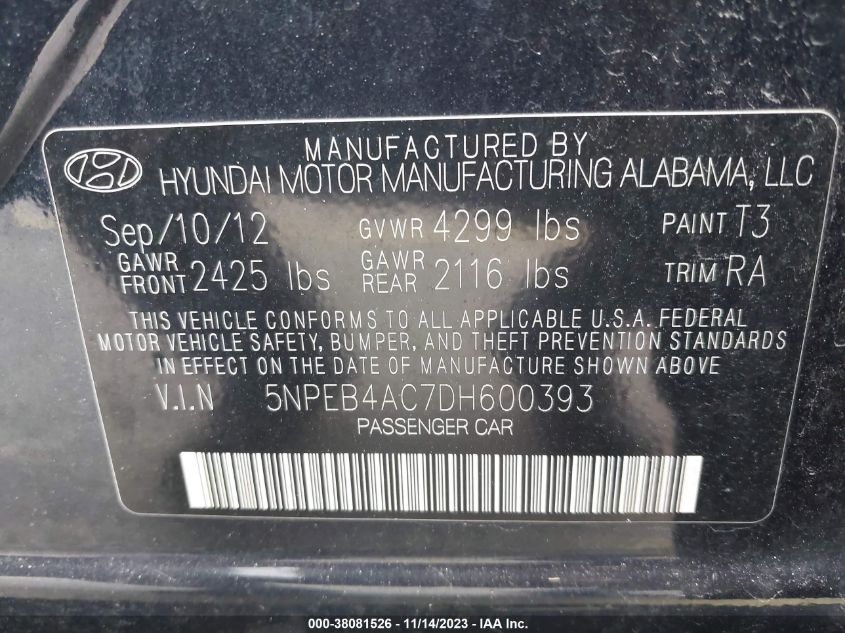 MANUFACTURED BY
HYUNDAI MOTOR MANUFACTURING ALABAMA, LLC
Sep/10/12 GVWR 4299 lbs PAINT T3
GAWR FRONT 2425 lbs GAWR REAR 2116 lbs TRIM RA
THIS VEHICLE CONFORMS TO ALL APPLICABLE U.S.A. FEDERAL
MOTOR VEHICLE SAFETY, BUMPER, AND THEFT PREVENTION STANDARDS
IN EFFECT ON THE DATE OF MANUFACTURE SHOWN ABOVE
V.I.N 5NPEB4AC7DH600393
PASSENGER CAR
000-38081526 - 11/14/2023 - IAA Inc.